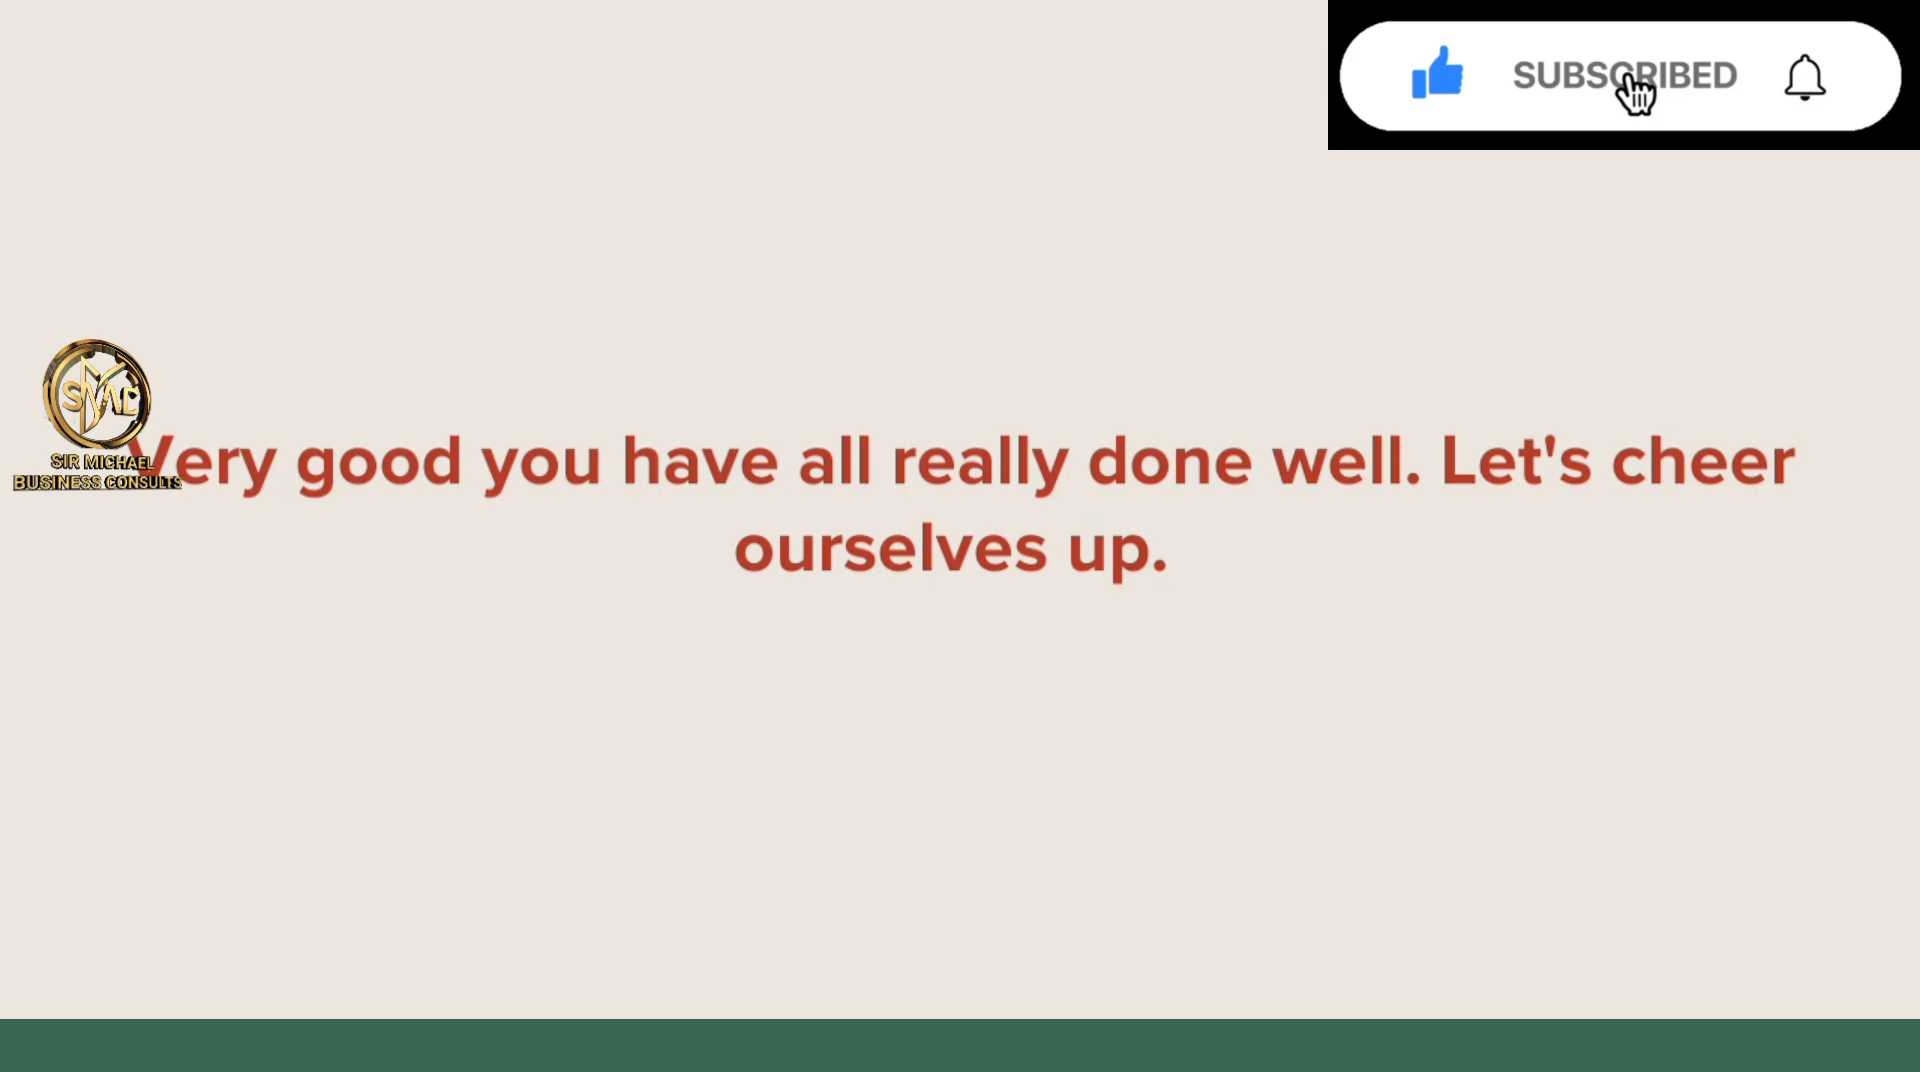 SUBSCRIBED
SIR MICHAEL
BUSINESS CONSULTS
Very good you have all really done well. Let's cheer
ourselves up.